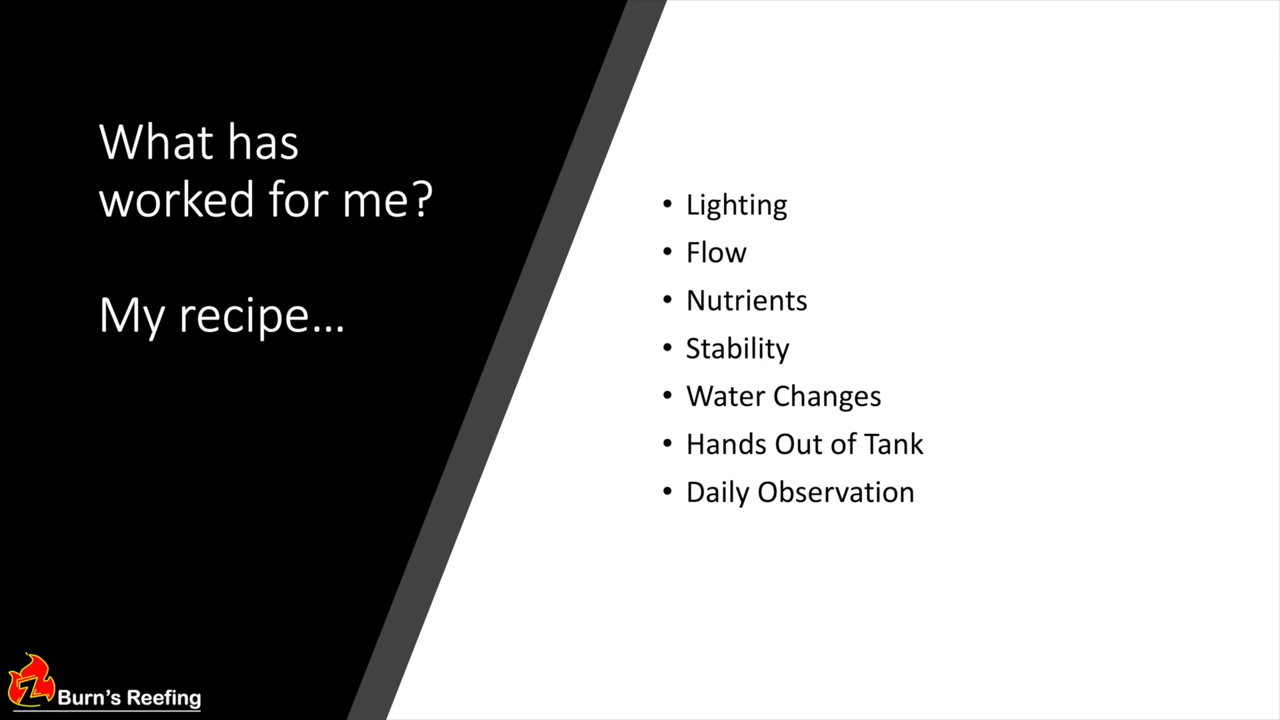 What has
worked for me?
My recipe...
• Lighting
• Flow
• Nutrients
• Stability
• Water Changes
• Hands Out of Tank
• Daily Observation
Z Burn's Reefing